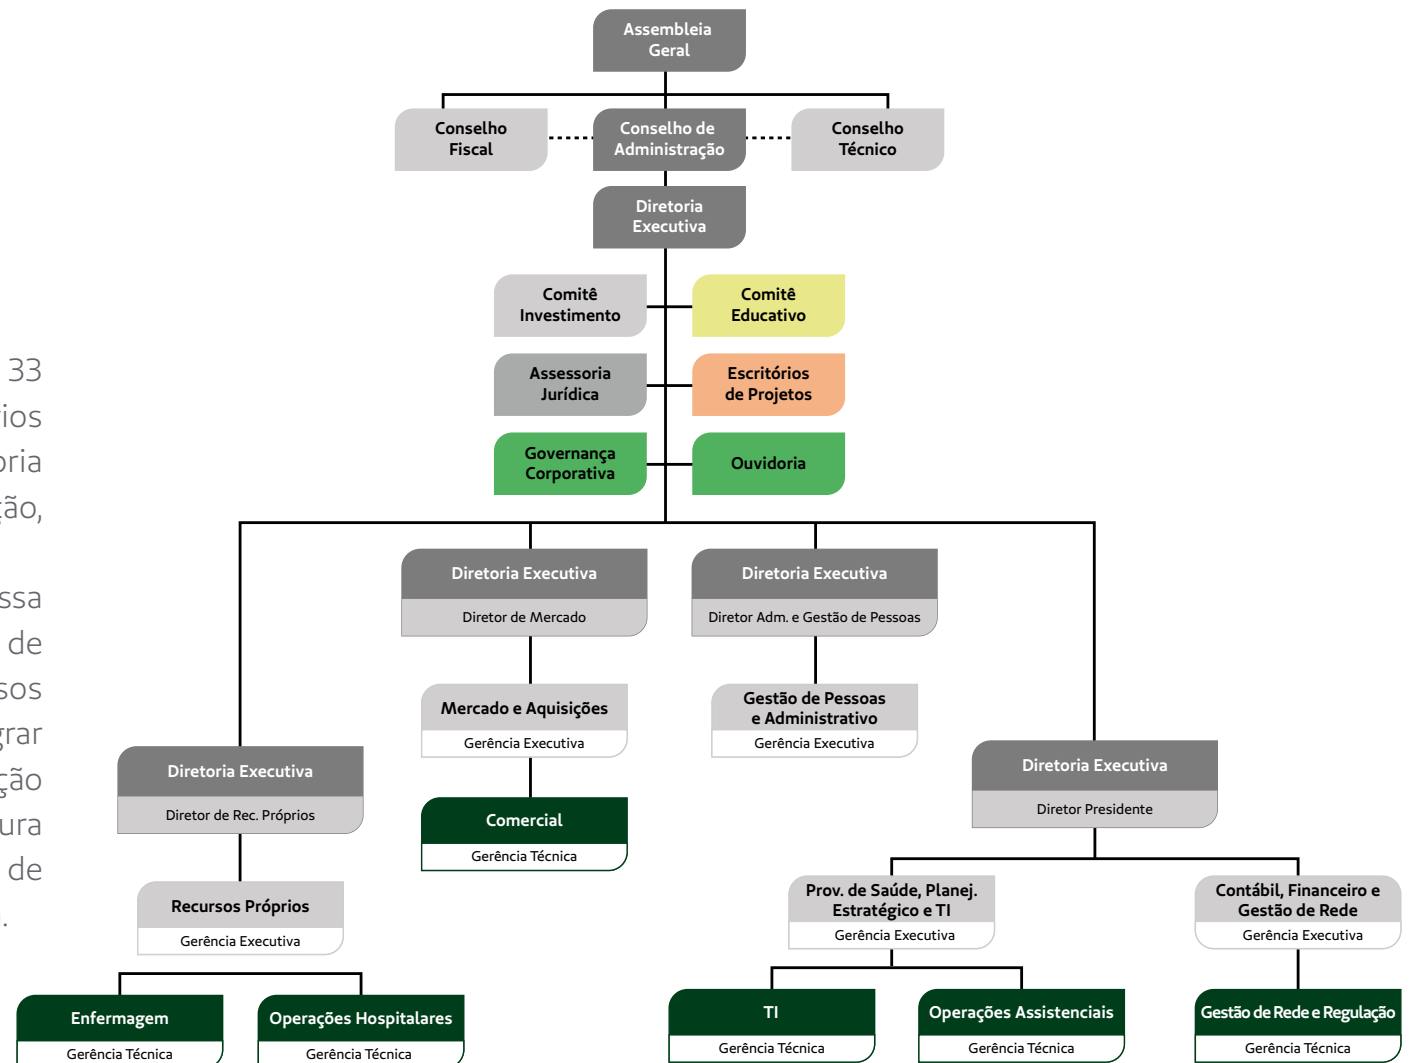 Assembleia
Geral
Conselho
Fiscal
Conselho de
Administração
Conselho
Técnico
Diretoria
Executiva
Comitê
Investimento
Comitê
Educativo
Assessoria
Jurídica
Escritórios
de Projetos
Governança
Corporativa
Ouvidoria
33
ssa
de
sos
grar
ção
ura
de
Diretoria Executiva
Diretor de Mercado
Diretoria Executiva
Diretor Adm. e Gestão de Pessoas
Mercado e Aquisições
Gerência Executiva
Gestão de Pessoas
e Administrativo
Gerência Executiva
Comercial
Gerência Técnica
Diretoria Executiva
Diretor de Rec. Próprios
Recursos Próprios
Gerência Executiva
Enfermagem
Gerência Técnica
Operações Hospitalares
Gerência Técnica
Diretoria Executiva
Diretor Presidente
Prov. de Saúde, Planej.
Estratégico e TI
Gerência Executiva
Contábil, Financeiro e
Gestão de Rede
Gerência Executiva
TI
Gerência Técnica
Operações Assistenciais
Gerência Técnica
Gestão de Rede e Regulação
Gerência Técnica